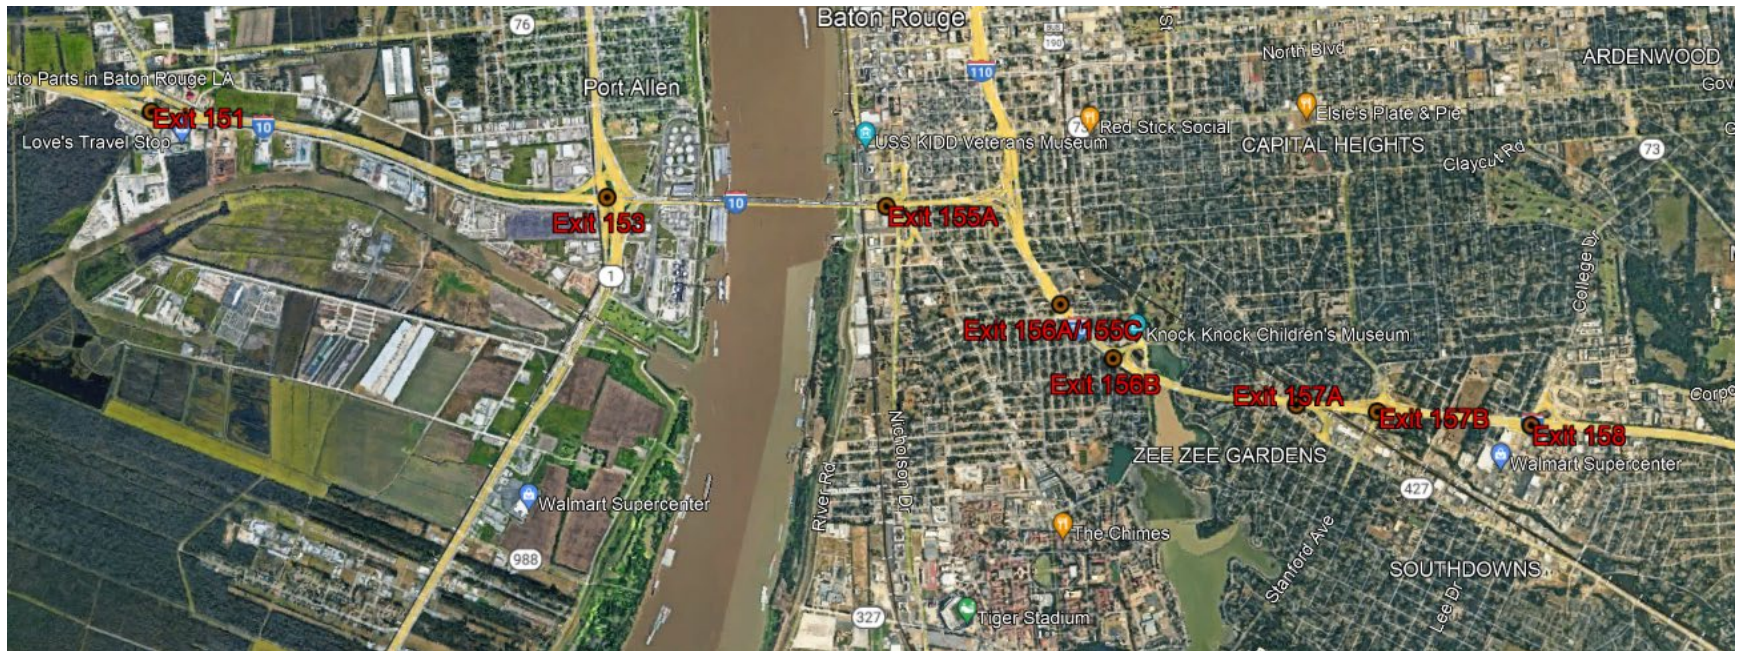 Baton Rouge
St
76
190
North Blvd
ARDENWOOD
110
Gov
uto Parts in Baton Rouge LA
Port Allen
Exit 151
10
Elsie's Plate & Pie
73
Red Stick Social
Love's Travel Stop
USS KIDD Veterans Museum
CAPITAL HEIGHTS
Claycut Rd
73
10
Exit 153
Exit 155A
College Dr
1
Exit 156A/155C
Knock Knock Children's Museum
Exit 156B
Exit 157A
Corpo
Exit 157B
Exit 158
Nicholson Dr
ZEE ZEE GARDENS
Walmart Supercenter
River Rd
427
Walmart Supercenter
The Chimes
988
Stanford Ave
SOUTHDOWNS
Lee Dr
327
Tiger Stadium